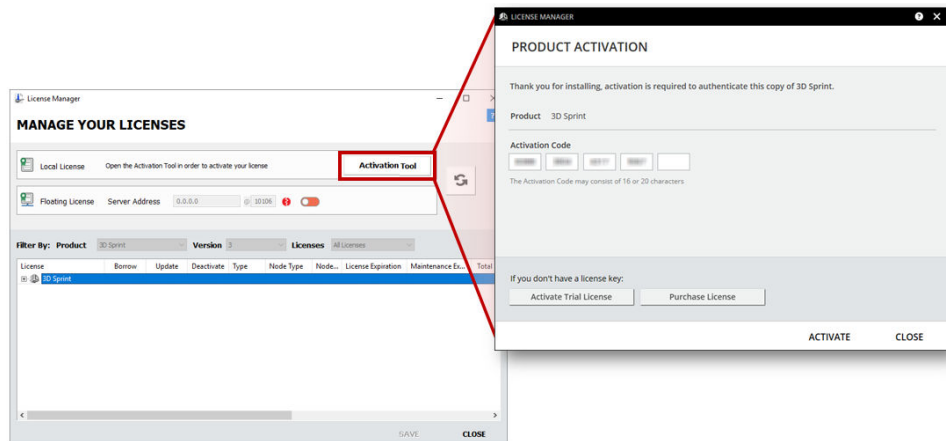 License Manager
MANAGE YOUR LICENSES
?
Local License Open the Activation Tool in order to activate your license Activation Tool
Floating License Server Address 0.0.0.0 @ 10106
Filter By: Product 3D Sprint Version 3 Licenses All Licenses
License Borrow Update Deactivate Type Node Type Node... License Expiration Maintenance Ex... Total
3D Sprint
SAVE CLOSE
LICENSE MANAGER
PRODUCT ACTIVATION
Thank you for installing, activation is required to authenticate this copy of 3D Sprint.
Product 3D Sprint
Activation Code
The Activation Code may consist of 16 or 20 characters
If you don't have a license key:
Activate Trial License Purchase License
ACTIVATE CLOSE